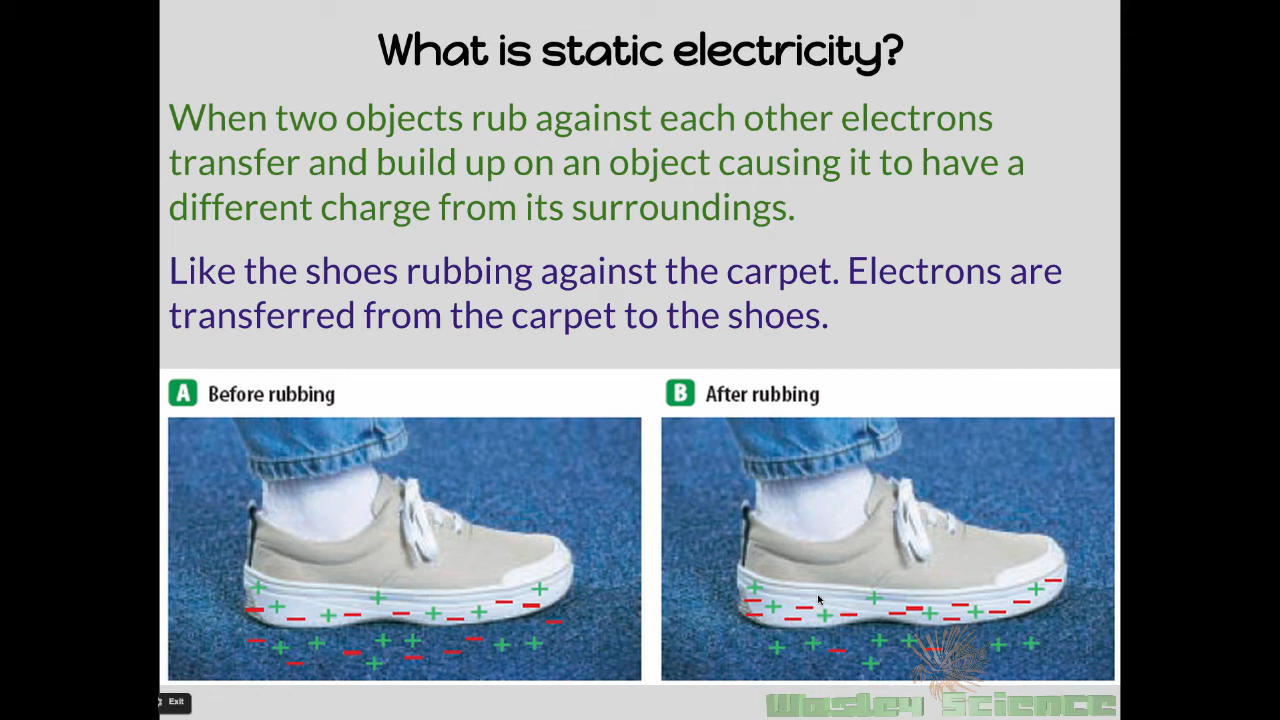 What is static electricity?
When two objects rub against each other electrons
transfer and build up on an object causing it to have a
different charge from its surroundings.
Like the shoes rubbing against the carpet. Electrons are
transferred from the carpet to the shoes.
A Before rubbing
B After rubbing
Exit
Wasley Science